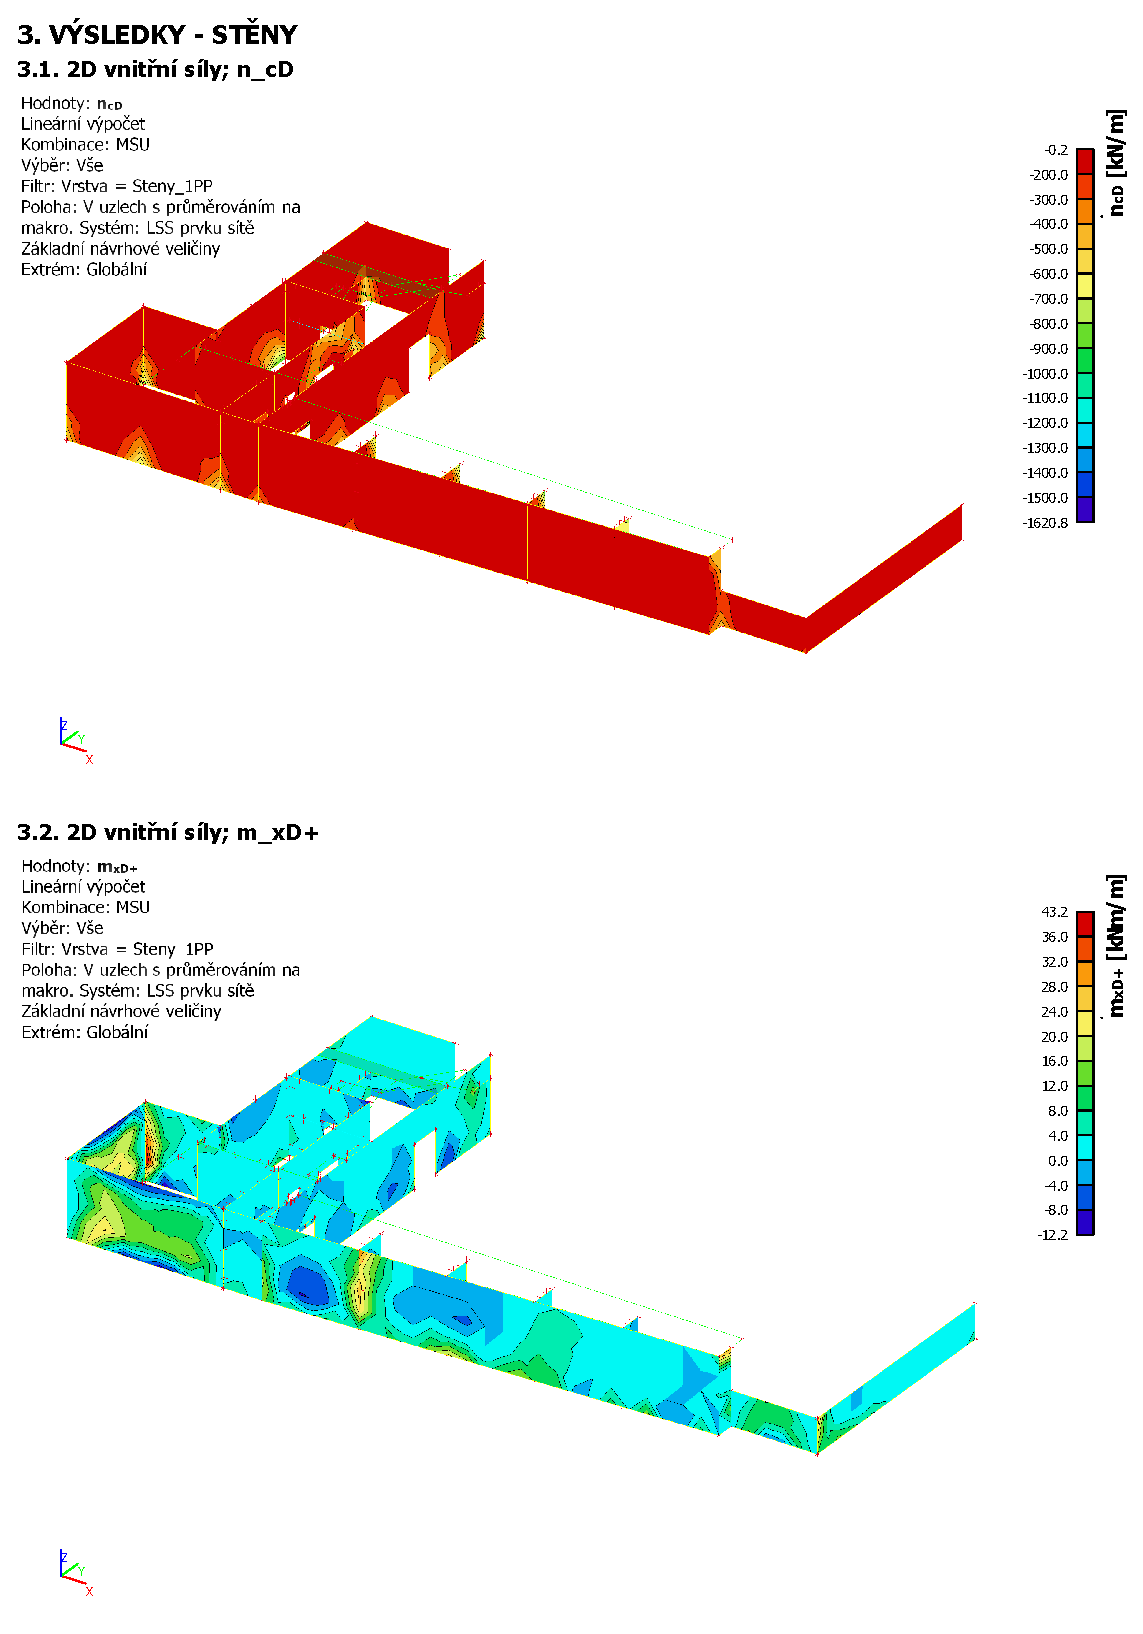 3. VÝSLEDKY - STĚNY
3.1. 2D vnitřní síly; n_cD
Hodnoty: ncD
Lineární výpočet
Kombinace: MSU
Výběr: Vše
Filtr: Vrstva = Steny_1PP
Poloha: V uzlech s průměrováním na
makro. Systém: LSS prvku sítě
Základní návrhové veličiny
Extrém: Globální
ncD [kN/m]
-0.2
-200.0
-300.0
-400.0
-500.0
-600.0
-700.0
-800.0
-900.0
-1000.0
-1100.0
-1200.0
-1300.0
-1400.0
-1500.0
-1620.8
Z
Y
X
3.2. 2D vnitřní síly; m_xD+
Hodnoty: mxD+
Lineární výpočet
Kombinace: MSU
Výběr: Vše
Filtr: Vrstva = Steny 1PP
Poloha: V uzlech s průměrováním na
makro. Systém: LSS prvku sítě
Základní návrhové veličiny
Extrém: Globální
mxD+ [kNm/m]
43.2
36.0
32.0
28.0
24.0
20.0
16.0
12.0
8.0
4.0
0.0
-4.0
-8.0
-12.2
Z
Y
X